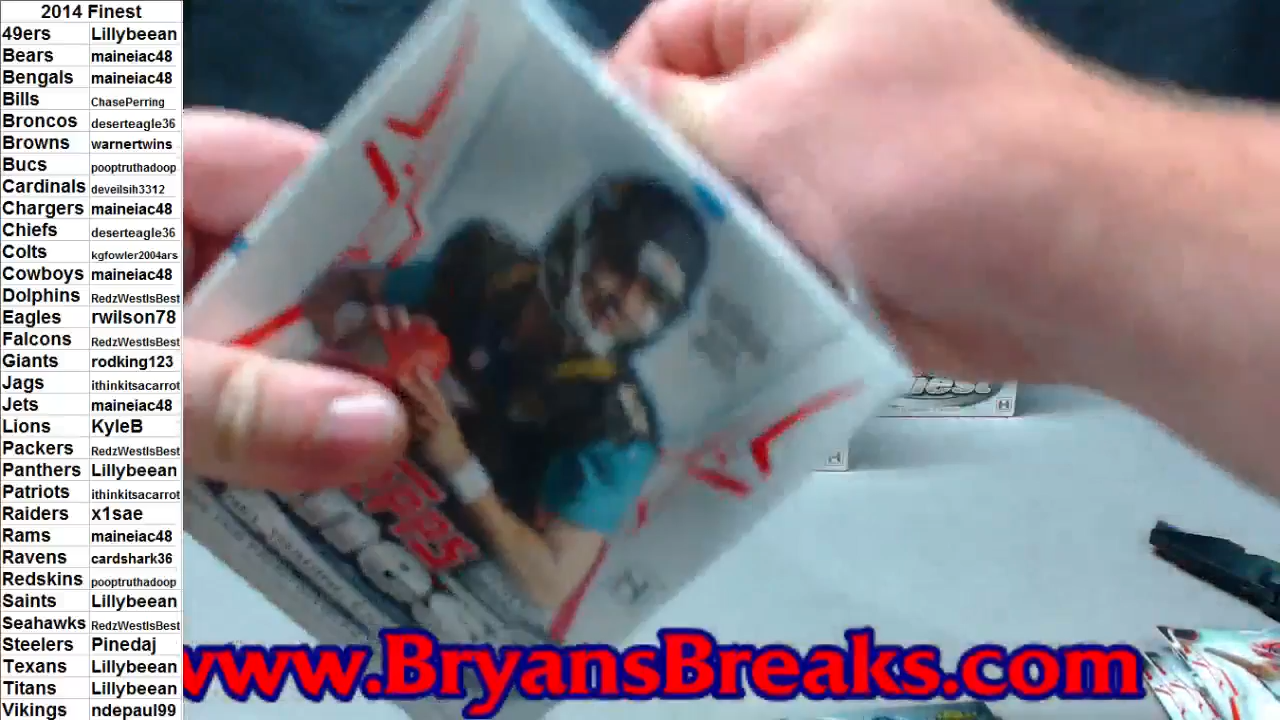 2014 Finest
49ers Lillybeean
Bears maineiac48
Bengals maineiac48
Bills ChasePerring
Broncos deserteagle36
Browns warnertwins
Bucs pooptruthadoop
Cardinals deveilsih3312
Chargers maineiac48
Chiefs deserteagle36
Colts kgfowler2004ars
Cowboys maineiac48
Dolphins RedzWestIsBest
Eagles rwilson78
Falcons RedzWestIsBest
Giants rodking123
Jags ithinkitsacarrot
Jets maineiac48
Lions KyleB
Packers RedzWestIsBest
Panthers Lillybeean
Patriots ithinkitsacarrot
Raiders x1sae
Rams maineiac48
Ravens cardshark36
Redskins pooptruthadoop
Saints Lillybeean
Seahawks RedzWestIsBest
Steelers Pinedaj
Texans Lillybeean
Titans Lillybeean
Vikings ndepaul99
Topps
www.BryansBreaks.com